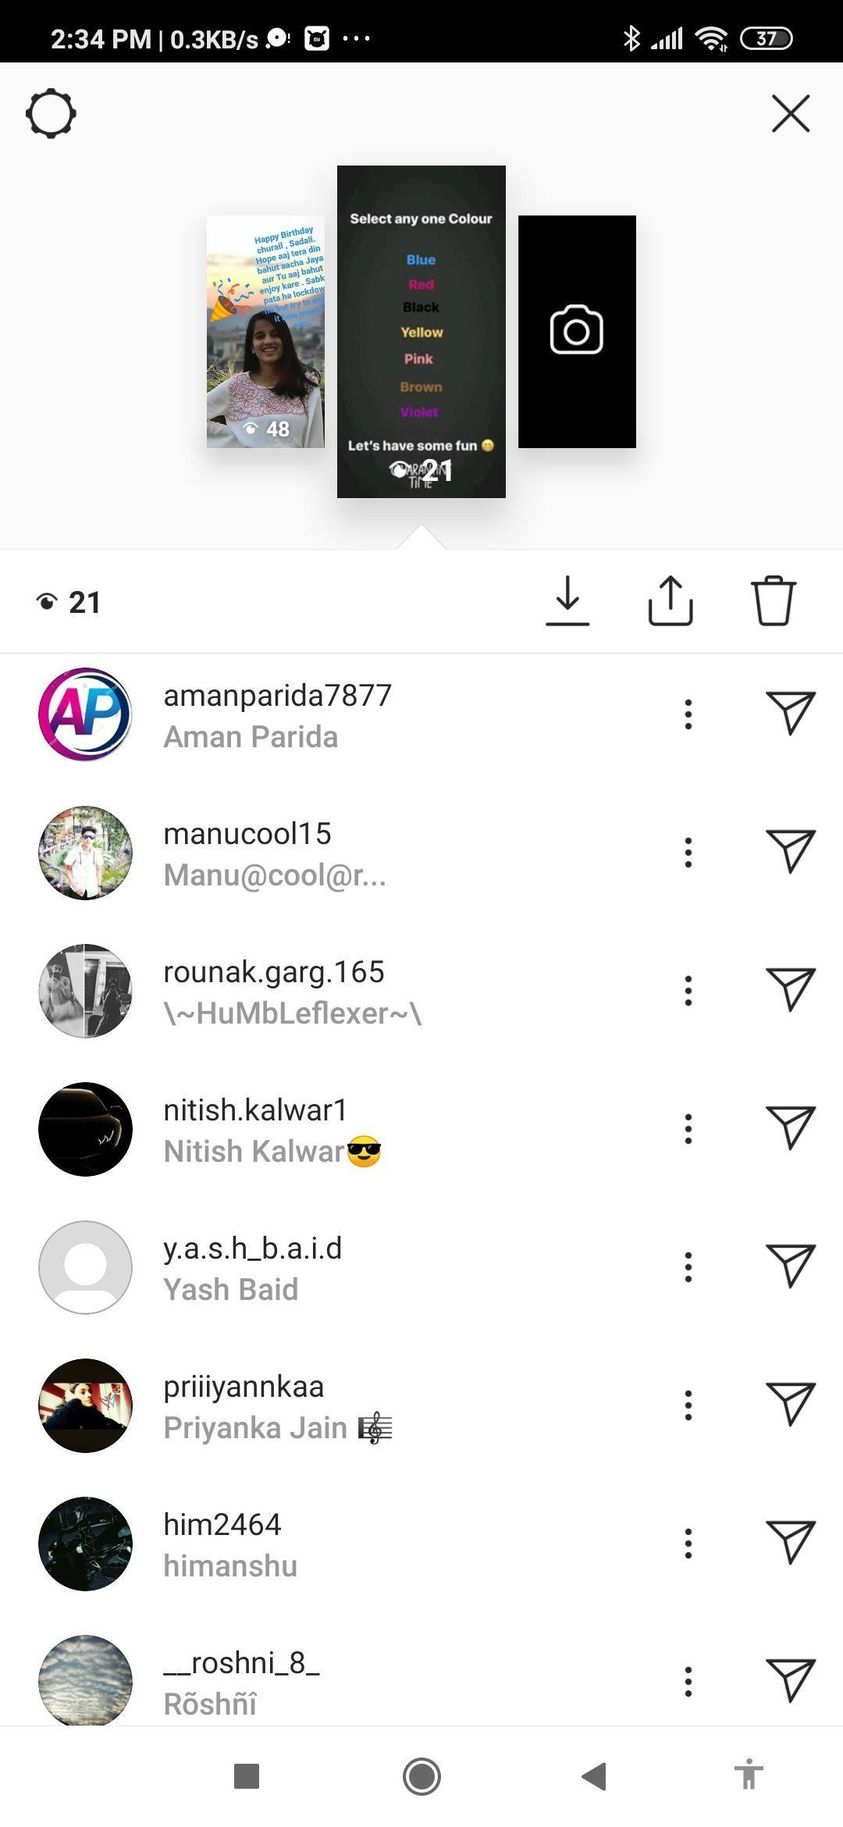 2:34 PM | 0.3KB/s
37
Happy Birthday
churail , Sadali.
Hope aaj tera din
bahut aacha Jaya
aur Tu aaj bahut
enjoy kare . Sabk
pata ha lockdow
48
Select any one Colour
Blue
Red
Black
Yellow
Pink
Brown
Violet
Let's have some fun 😁
21
TIME
21
AP
amanparida7877
Aman Parida
manucool15
Manu@cool@r...
rounak.garg.165
\~HuMbLeflexer~\
nitish.kalwar1
Nitish Kalwar😎
y.a.s.h_b.a.i.d
Yash Baid
priiiyannkaa
Priyanka Jain 🎼
him2464
himanshu
__roshni_8_
Rõshñî